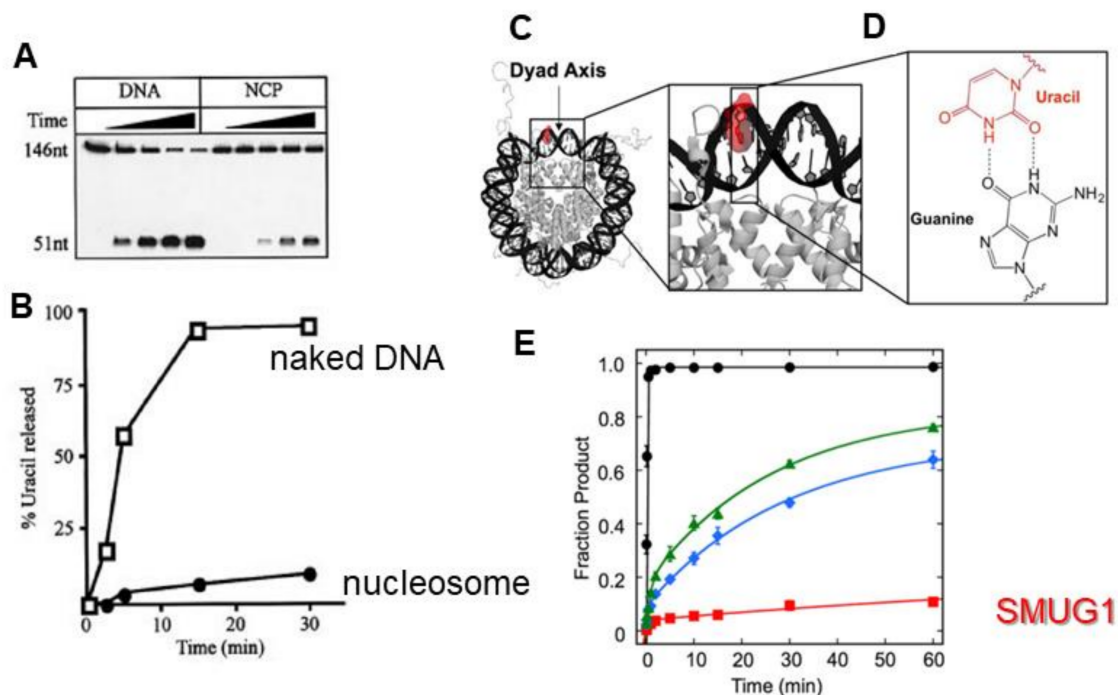 A
DNA NCP
Time
146nt
51nt
B
100
75
50
25
0 10 20 30
% Uracil released
Time (min)
naked DNA
nucleosome
C
Dyad Axis
D
N
O
N
H
O
Uracil
O
H
N
NH₂
Guanine
N
N
N
E
1.0
0.8
0.6
0.4
0.2
0
0 10 20 30 40 50 60
Fraction Product
Time (min)
SMUG1